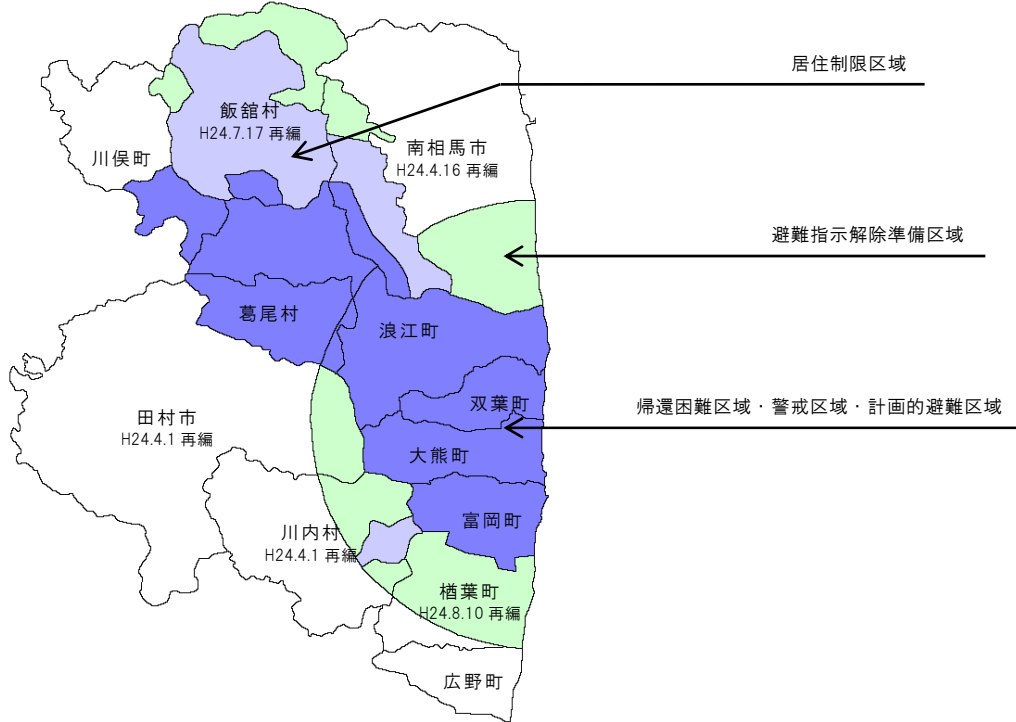 居住制限区域
飯舘村
H24.7.17 再編
川俣町
南相馬市
H24.4.16 再編
避難指示解除準備区域
葛尾村
浪江町
双葉町
帰還困難区域・警戒区域・計画的避難区域
田村市
H24.4.1 再編
大熊町
富岡町
川内村
H24.4.1 再編
楢葉町
H24.8.10 再編
広野町